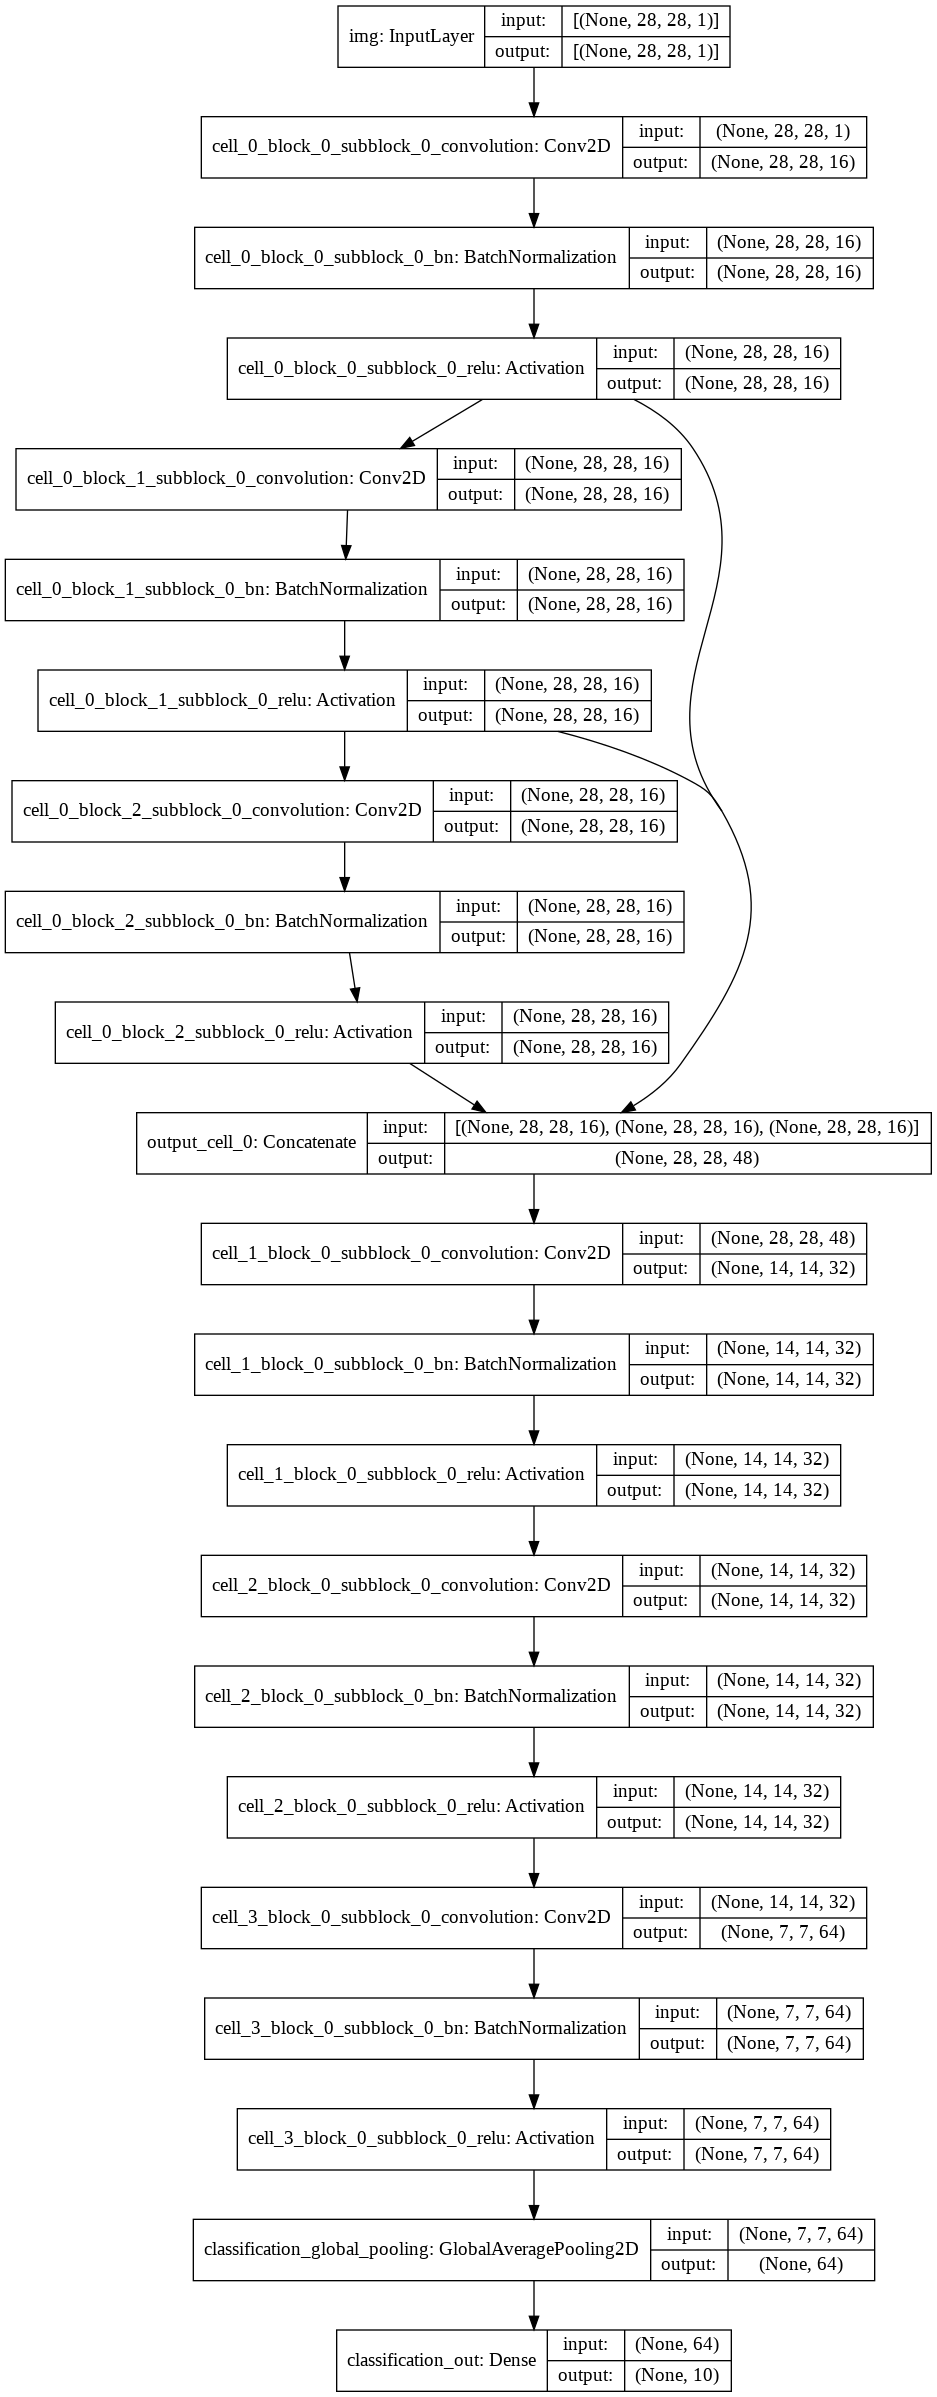 img: InputLayer
input: [(None, 28, 28, 1)]
output: [(None, 28, 28, 1)]
cell_0_block_0_subblock_0_convolution: Conv2D
input: (None, 28, 28, 1)
output: (None, 28, 28, 16)
cell_0_block_0_subblock_0_bn: BatchNormalization
input: (None, 28, 28, 16)
output: (None, 28, 28, 16)
cell_0_block_0_subblock_0_relu: Activation
input: (None, 28, 28, 16)
output: (None, 28, 28, 16)
cell_0_block_1_subblock_0_convolution: Conv2D
input: (None, 28, 28, 16)
output: (None, 28, 28, 16)
cell_0_block_1_subblock_0_bn: BatchNormalization
input: (None, 28, 28, 16)
output: (None, 28, 28, 16)
cell_0_block_1_subblock_0_relu: Activation
input: (None, 28, 28, 16)
output: (None, 28, 28, 16)
cell_0_block_2_subblock_0_convolution: Conv2D
input: (None, 28, 28, 16)
output: (None, 28, 28, 16)
cell_0_block_2_subblock_0_bn: BatchNormalization
input: (None, 28, 28, 16)
output: (None, 28, 28, 16)
cell_0_block_2_subblock_0_relu: Activation
input: (None, 28, 28, 16)
output: (None, 28, 28, 16)
output_cell_0: Concatenate
input: [(None, 28, 28, 16), (None, 28, 28, 16), (None, 28, 28, 16)]
output: (None, 28, 28, 48)
cell_1_block_0_subblock_0_convolution: Conv2D
input: (None, 28, 28, 48)
output: (None, 14, 14, 32)
cell_1_block_0_subblock_0_bn: BatchNormalization
input: (None, 14, 14, 32)
output: (None, 14, 14, 32)
cell_1_block_0_subblock_0_relu: Activation
input: (None, 14, 14, 32)
output: (None, 14, 14, 32)
cell_2_block_0_subblock_0_convolution: Conv2D
input: (None, 14, 14, 32)
output: (None, 14, 14, 32)
cell_2_block_0_subblock_0_bn: BatchNormalization
input: (None, 14, 14, 32)
output: (None, 14, 14, 32)
cell_2_block_0_subblock_0_relu: Activation
input: (None, 14, 14, 32)
output: (None, 14, 14, 32)
cell_3_block_0_subblock_0_convolution: Conv2D
input: (None, 14, 14, 32)
output: (None, 7, 7, 64)
cell_3_block_0_subblock_0_bn: BatchNormalization
input: (None, 7, 7, 64)
output: (None, 7, 7, 64)
cell_3_block_0_subblock_0_relu: Activation
input: (None, 7, 7, 64)
output: (None, 7, 7, 64)
classification_global_pooling: GlobalAveragePooling2D
input: (None, 7, 7, 64)
output: (None, 64)
classification_out: Dense
input: (None, 64)
output: (None, 10)